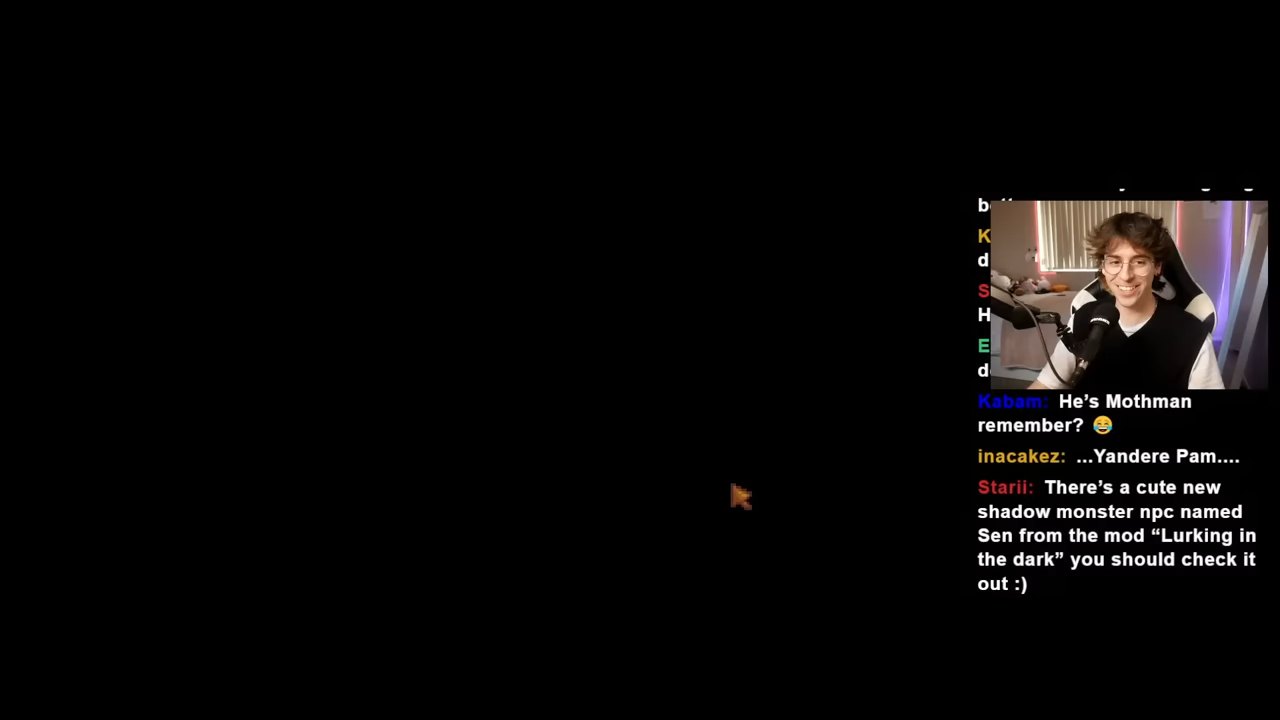 Kabam: He’s Mothman
remember? 😂
inacakez: ...Yandere Pam....
Starii: There’s a cute new
shadow monster npc named
Sen from the mod “Lurking in
the dark” you should check it
out :)